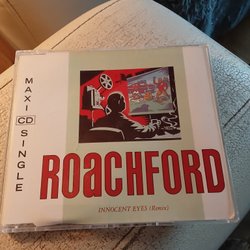 MAXI CD SINGLE
ROACHFORD
INNOCENT EYES (Remix)